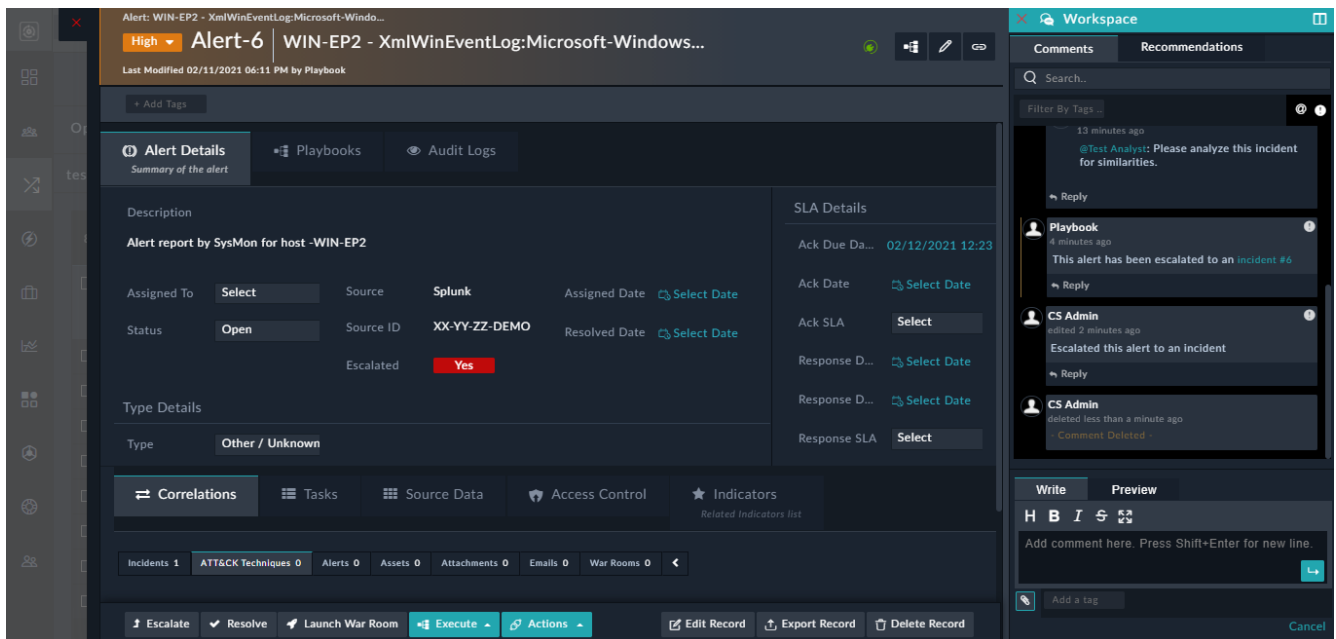 Alert: WIN-EP2 - XmlWinEventLog:Microsoft-Windo...
High Alert-6 WIN-EP2 - XmlWinEventLog:Microsoft-Windows...
Last Modified 02/11/2021 06:11 PM by Playbook
+ Add Tags
Op
tes
Alert Details
Summary of the alert
Playbooks
Audit Logs
Description
Alert report by SysMon for host -WIN-EP2
Assigned To Select
Source Splunk
Assigned Date Select Date
Status Open
Source ID XX-YY-ZZ-DEMO
Resolved Date Select Date
Escalated Yes
Type Details
Type Other / Unknown
SLA Details
Ack Due Da... 02/12/2021 12:23
Ack Date Select Date
Ack SLA Select
Response D... Select Date
Response D... Select Date
Response SLA Select
Correlations
Tasks
Source Data
Access Control
Indicators
Related Indicators list
Incidents 1
ATT&CK Techniques 0
Alerts 0
Assets 0
Attachments 0
Emails 0
War Rooms 0
Escalate
Resolve
Launch War Room
Execute
Actions
Edit Record
Export Record
Delete Record
Workspace
Comments
Recommendations
Search..
Filter By Tags ..
@
13 minutes ago
@Test Analyst: Please analyze this incident
for similarities.
Reply
Playbook
4 minutes ago
This alert has been escalated to an incident #6
Reply
CS Admin
edited 2 minutes ago
Escalated this alert to an incident
Reply
CS Admin
deleted less than a minute ago
- Comment Deleted -
Write
Preview
H B I S
Add comment here. Press Shift+Enter for new line.
Add a tag
Cancel